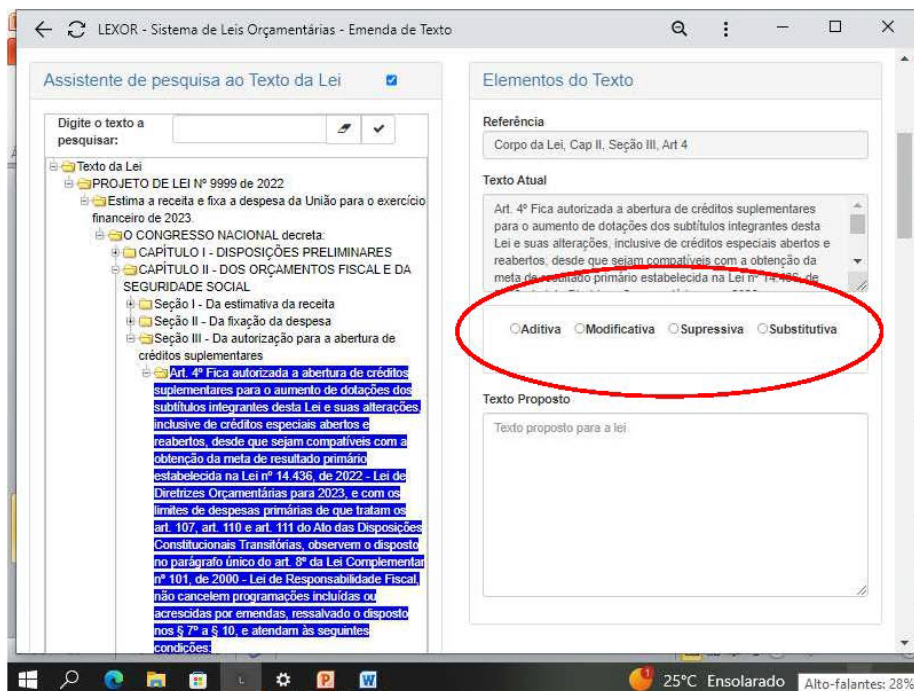 LEXOR - Sistema de Leis Orçamentárias - Emenda de Texto
Assistente de pesquisa ao Texto da Lei
Digite o texto a
pesquisar:
Texto da Lei
PROJETO DE LEI Nº 9999 de 2022
Estima a receita e fixa a despesa da União para o exercício
financeiro de 2023.
O CONGRESSO NACIONAL decreta:
CAPÍTULO I - DISPOSIÇÕES PRELIMINARES
CAPÍTULO II - DOS ORÇAMENTOS FISCAL E DA
SEGURIDADE SOCIAL
Seção I - Da estimativa da receita
Seção II - Da fixação da despesa
Seção III - Da autorização para a abertura de
créditos suplementares
Art. 4º Fica autorizada a abertura de créditos
suplementares para o aumento de dotações dos
subtítulos integrantes desta Lei e suas alterações,
inclusive de créditos especiais abertos e
reabertos, desde que sejam compatíveis com a
obtenção da meta de resultado primário
estabelecida na Lei nº 14.436, de 2022 - Lei de
Diretrizes Orçamentárias para 2023, e com os
limites de despesas primárias de que tratam os
art. 107, art. 110 e art. 111 do Ato das Disposições
Constitucionais Transitórias, observem o disposto
no parágrafo único do art. 8º da Lei Complementar
nº 101, de 2000 - Lei de Responsabilidade Fiscal,
não cancelem programações incluídas ou
acrescidas por emendas, ressalvado o disposto
nos § 7º a § 10, e atendam às seguintes
condições:
Elementos do Texto
Referência
Corpo da Lei, Cap II, Seção III, Art 4
Texto Atual
Art. 4º Fica autorizada a abertura de créditos suplementares
para o aumento de dotações dos subtítulos integrantes desta
Lei e suas alterações, inclusive de créditos especiais abertos e
reabertos, desde que sejam compatíveis com a obtenção da
meta de resultado primário estabelecida na Lei nº 14.436, de
Aditiva Modificativa Supressiva Substitutiva
Texto Proposto
Texto proposto para a lei
25°C Ensolarado
Alto-falantes: 28%